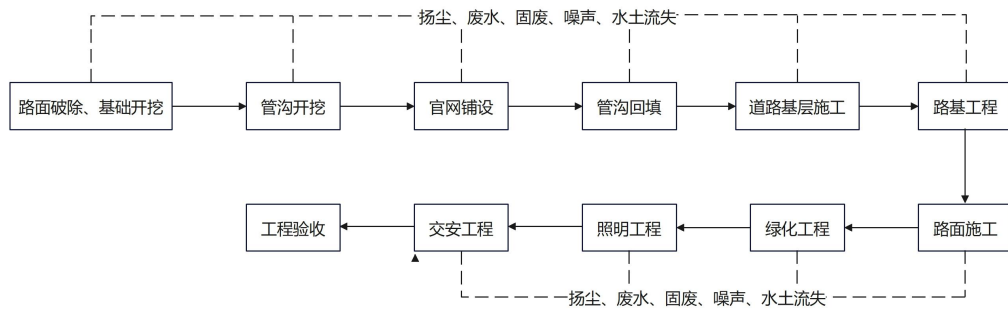 扬尘、废水、固废、噪声、水土流失
路面破除、基础开挖
管沟开挖
官网铺设
管沟回填
道路基层施工
路基工程
工程验收
交安工程
照明工程
绿化工程
路面施工
扬尘、废水、固废、噪声、水土流失